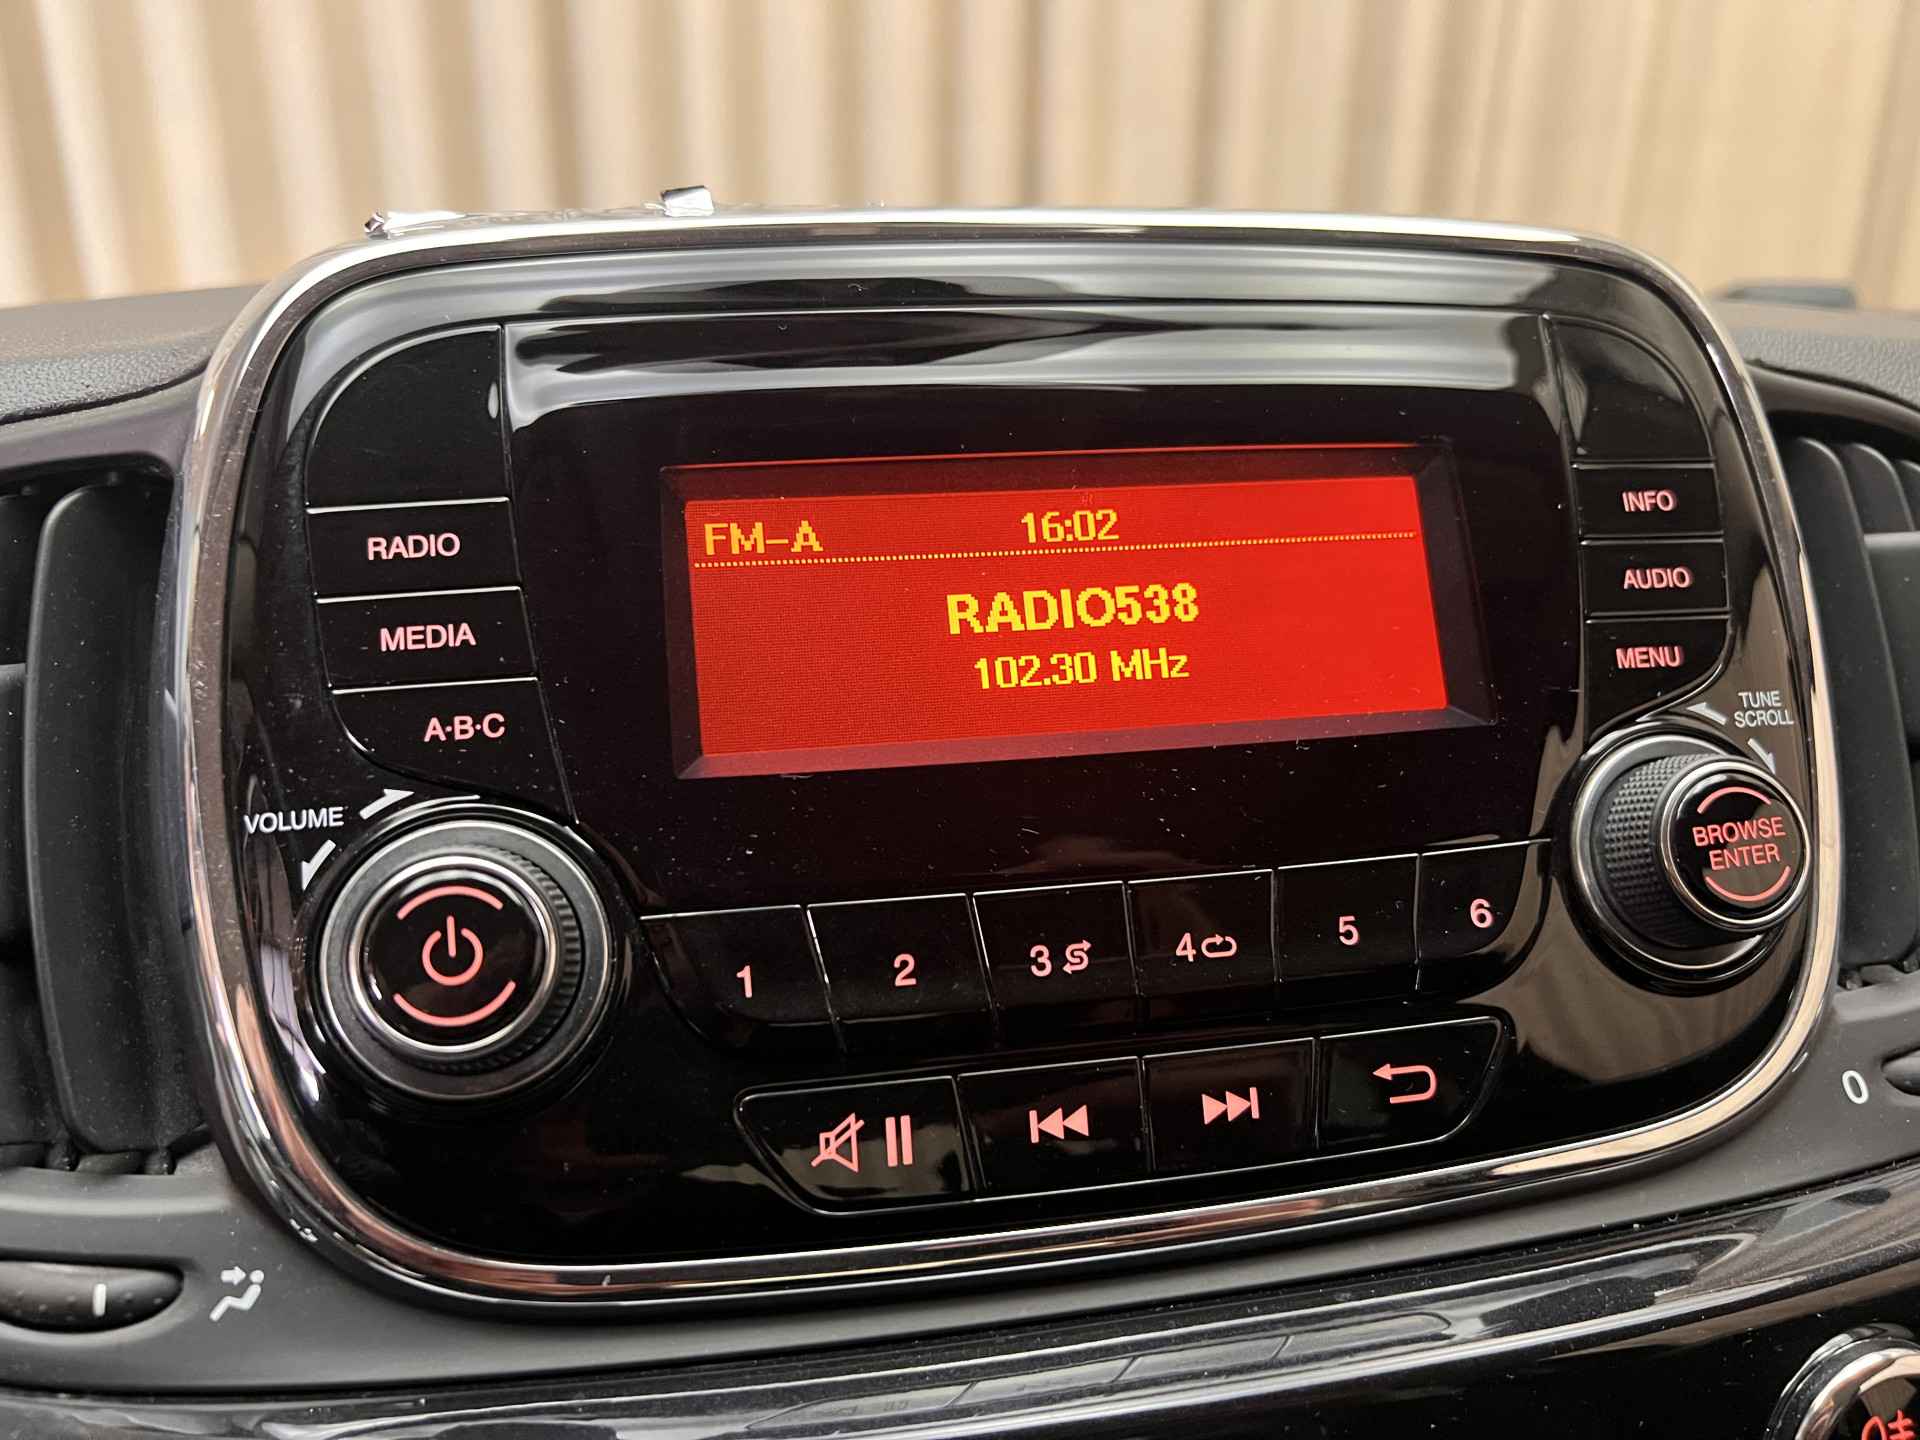 FM-A 16:02
RADIO538
102.30 MHz
RADIO
MEDIA
A·B·C
VOLUME
INFO
AUDIO
MENU
TUNE
SCROLL
BROWSE
ENTER
1 2 3 4 5 6
0